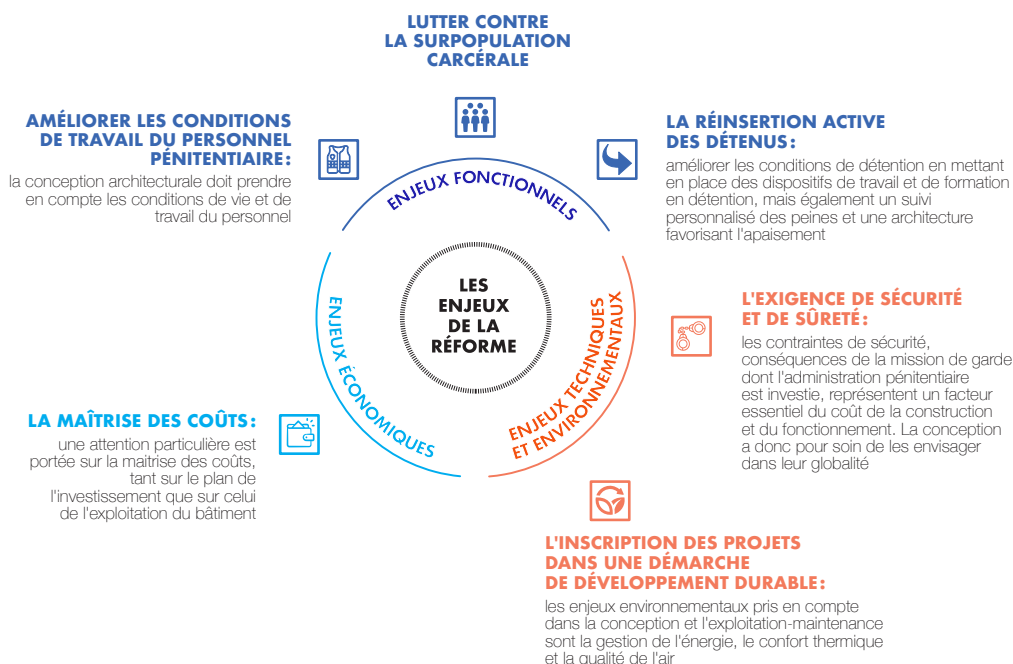 LUTTER CONTRE
LA SURPOPULATION
CARCÉRALE
AMÉLIORER LES CONDITIONS
DE TRAVAIL DU PERSONNEL
PÉNITENTIAIRE:
la conception architecturale doit prendre
en compte les conditions de vie et de
travail du personnel
LA RÉINSERTION ACTIVE
DES DÉTENUS:
améliorer les conditions de détention en mettant
en place des dispositifs de travail et de formation
en détention, mais également un suivi
personnalisé des peines et une architecture
favorisant l'apaisement
ENJEUX FONCTIONNELS
LES
ENJEUX
DE LA
RÉFORME
ENJEUX ÉCONOMIQUES
ENJEUX TECHNIQUES
ET ENVIRONNEMENTAUX
L'EXIGENCE DE SÉCURITÉ
ET DE SÛRETÉ:
les contraintes de sécurité,
conséquences de la mission de garde
dont l'administration pénitentiaire
est investie, représentent un facteur
essentiel du coût de la construction
et du fonctionnement. La conception
a donc pour soin de les envisager
dans leur globalité
LA MAÎTRISE DES COÛTS:
une attention particulière est
portée sur la maitrise des coûts,
tant sur le plan de
l'investissement que sur celui
de l'exploitation du bâtiment
L'INSCRIPTION DES PROJETS
DANS UNE DÉMARCHE
DE DÉVELOPPEMENT DURABLE:
les enjeux environnementaux pris en compte
dans la conception et l'exploitation-maintenance
sont la gestion de l'énergie, le confort thermique
et la qualité de l'air